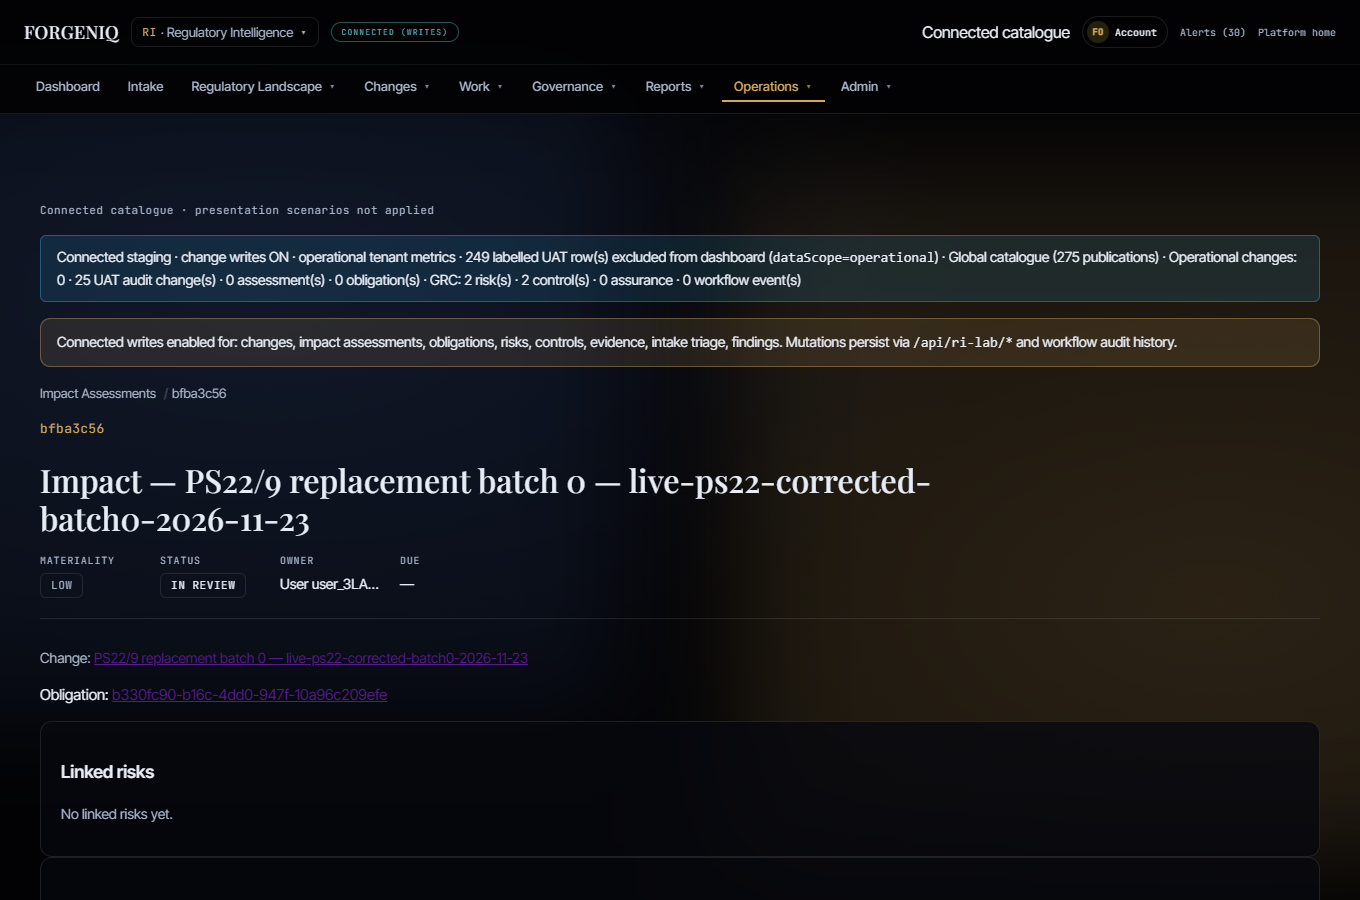 FORGENIQ
RI · Regulatory Intelligence ▾
CONNECTED (WRITES)
Connected catalogue
FO Account
Alerts (30)
Platform home
Dashboard
Intake
Regulatory Landscape ▾
Changes ▾
Work ▾
Governance ▾
Reports ▾
Operations ▾
Admin ▾
Connected catalogue · presentation scenarios not applied
Connected staging · change writes ON · operational tenant metrics · 249 labelled UAT row(s) excluded from dashboard (dataScope=operational) · Global catalogue (275 publications) · Operational changes:
0 · 25 UAT audit change(s) · 0 assessment(s) · 0 obligation(s) · GRC: 2 risk(s) · 2 control(s) · 0 assurance · 0 workflow event(s)
Connected writes enabled for: changes, impact assessments, obligations, risks, controls, evidence, intake triage, findings. Mutations persist via /api/ri-lab/* and workflow audit history.
Impact Assessments / bfba3c56
bfba3c56
Impact — PS22/9 replacement batch 0 — live-ps22-corrected-
batch0-2026-11-23
MATERIALITY
LOW
STATUS
IN REVIEW
OWNER
User user_3LA...
DUE
—
Change: PS22/9 replacement batch 0 — live-ps22-corrected-batch0-2026-11-23
Obligation: b330fc90-b16c-4dd0-947f-10a96c209efe
Linked risks
No linked risks yet.